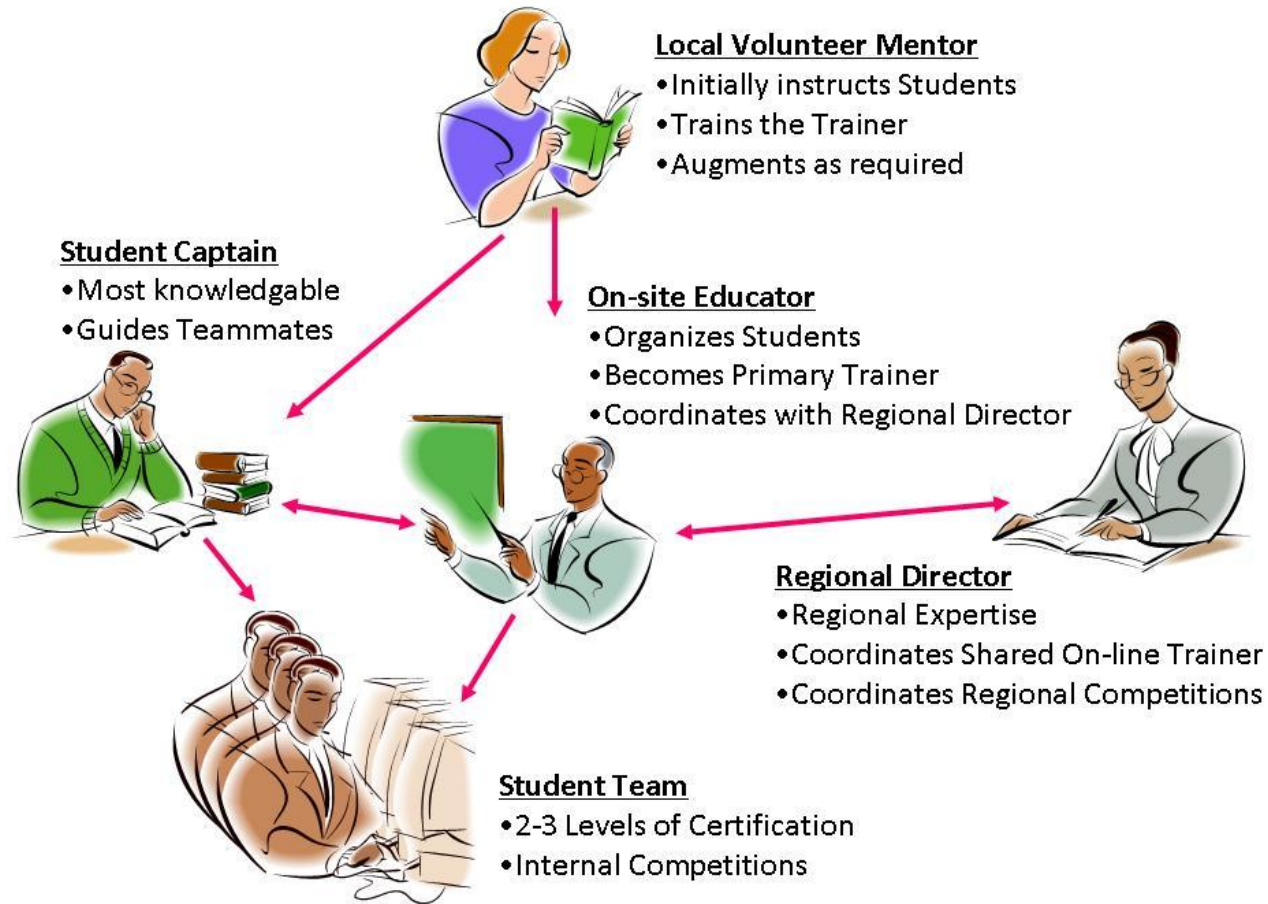 Local Volunteer Mentor
•Initially instructs Students
•Trains the Trainer
•Augments as required
Student Captain
•Most knowledgable
•Guides Teammates
On-site Educator
•Organizes Students
•Becomes Primary Trainer
•Coordinates with Regional Director
Regional Director
•Regional Expertise
•Coordinates Shared On-line Trainer
•Coordinates Regional Competitions
Student Team
•2-3 Levels of Certification
•Internal Competitions